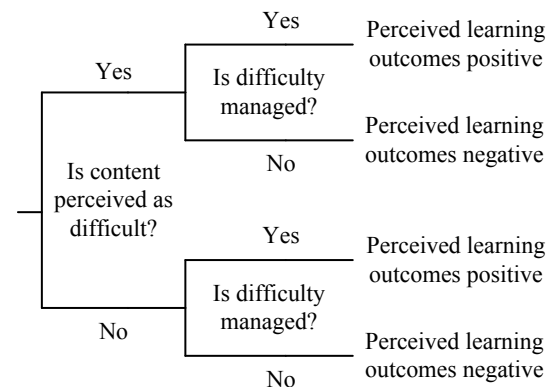 Yes
Perceived learning
outcomes positive
Yes
Is difficulty
managed?
Perceived learning
outcomes negative
No
Is content
perceived as
difficult?
Yes
Perceived learning
outcomes positive
Is difficulty
managed?
No
Perceived learning
outcomes negative
No